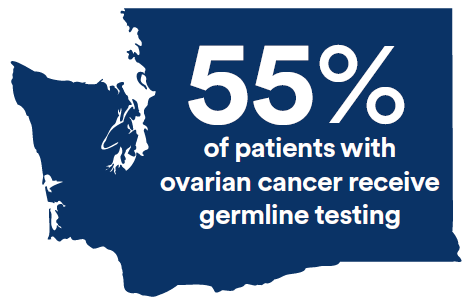 55%
of patients with
ovarian cancer receive
germline testing